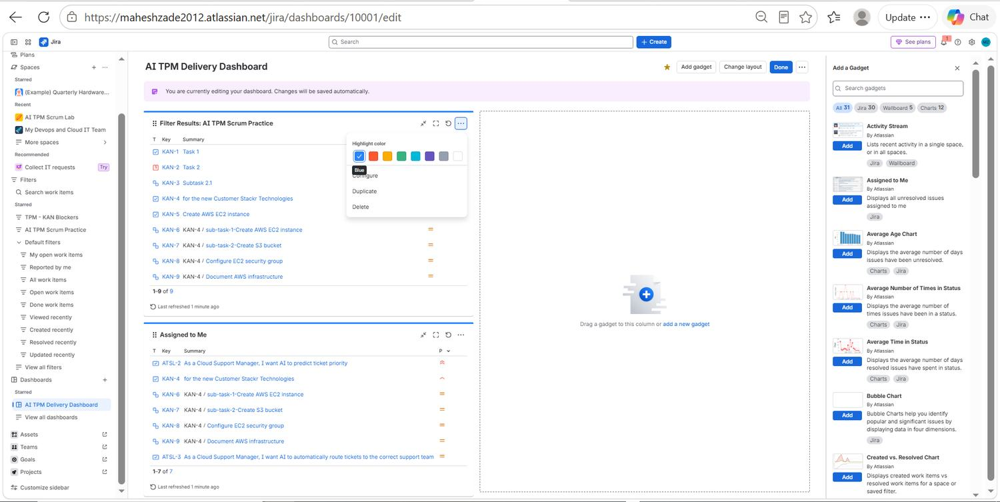 https://maheshzade2012.atlassian.net/jira/dashboards/10001/edit
Update
Chat
Jira
Search
+ Create
See plans
1
MZ
Plans
Spaces
Starred
(Example) Quarterly Hardware...
Recent
AI TPM Scrum Lab
My Devops and Cloud IT Team
More spaces
Recommended
Collect IT requests
Try
Filters
Search work items
Starred
TPM - KAN Blockers
AI TPM Scrum Practice
Default filters
My open work items
Reported by me
All work items
Open work items
Done work items
Viewed recently
Created recently
Resolved recently
Updated recently
View all filters
Dashboards
Starred
AI TPM Delivery Dashboard
View all dashboards
Assets
Teams
Goals
Projects
Customize sidebar
AI TPM Delivery Dashboard
Add gadget
Change layout
Done
You are currently editing your dashboard. Changes will be saved automatically.
Filter Results: AI TPM Scrum Practice
T Key Summary
KAN-1 Task 1
KAN-2 Task 2
KAN-3 Subtask 2.1
KAN-4 for the new Customer Stackr Technologies
KAN-5 Create AWS EC2 instance
KAN-6 KAN-4 / sub-task-1-Create AWS EC2 instance
KAN-7 KAN-4 / sub-task-2-Create S3 bucket
KAN-8 KAN-4 / Configure EC2 security group
KAN-9 KAN-4 / Document AWS infrastructure
1-9 of 9
Last refreshed 1 minute ago
Highlight color
Blue
Configure
Duplicate
Delete
Assigned to Me
T Key Summary P
ATSL-2 As a Cloud Support Manager, I want AI to predict ticket priority
KAN-4 for the new Customer Stackr Technologies
KAN-6 KAN-4 / sub-task-1-Create AWS EC2 instance
KAN-7 KAN-4 / sub-task-2-Create S3 bucket
KAN-8 KAN-4 / Configure EC2 security group
KAN-9 KAN-4 / Document AWS infrastructure
ATSL-3 As a Cloud Support Manager, I want AI to automatically route tickets to the correct support team
1-7 of 7
Last refreshed 1 minute ago
Drag a gadget to this column or add a new gadget
Add a Gadget
Search gadgets
All 31
Jira 30
Wallboard 5
Charts 12
Activity Stream
By Atlassian
Add
Lists recent activity in a single space,
or in all spaces.
Jira Wallboard
Assigned to Me
By Atlassian
Add
Displays all unresolved issues
assigned to me
Jira
Average Age Chart
By Atlassian
Add
Displays the average number of days
issues have been unresolved.
Charts Jira
Average Number of Times in Status
By Atlassian
Add
Displays the average number of
times issues have been in a status.
Charts Jira
Average Time in Status
By Atlassian
Add
Displays the average number of days
resolved issues have spent in status.
Charts Jira
Bubble Chart
By Atlassian
Add
Bubble Charts help you identify
popular and significant issues by
displaying data in four dimensions.
Jira
Created vs. Resolved Chart
By Atlassian
Add
Displays created work items vs
resolved work items for a space or
saved filter.